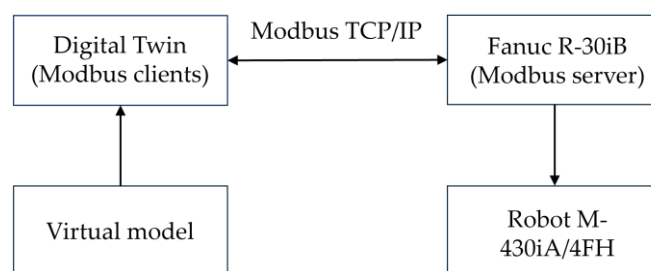 Digital Twin
(Modbus clients)
Modbus TCP/IP
Fanuc R-30iB
(Modbus server)
Virtual model
Robot M-
430iA/4FH